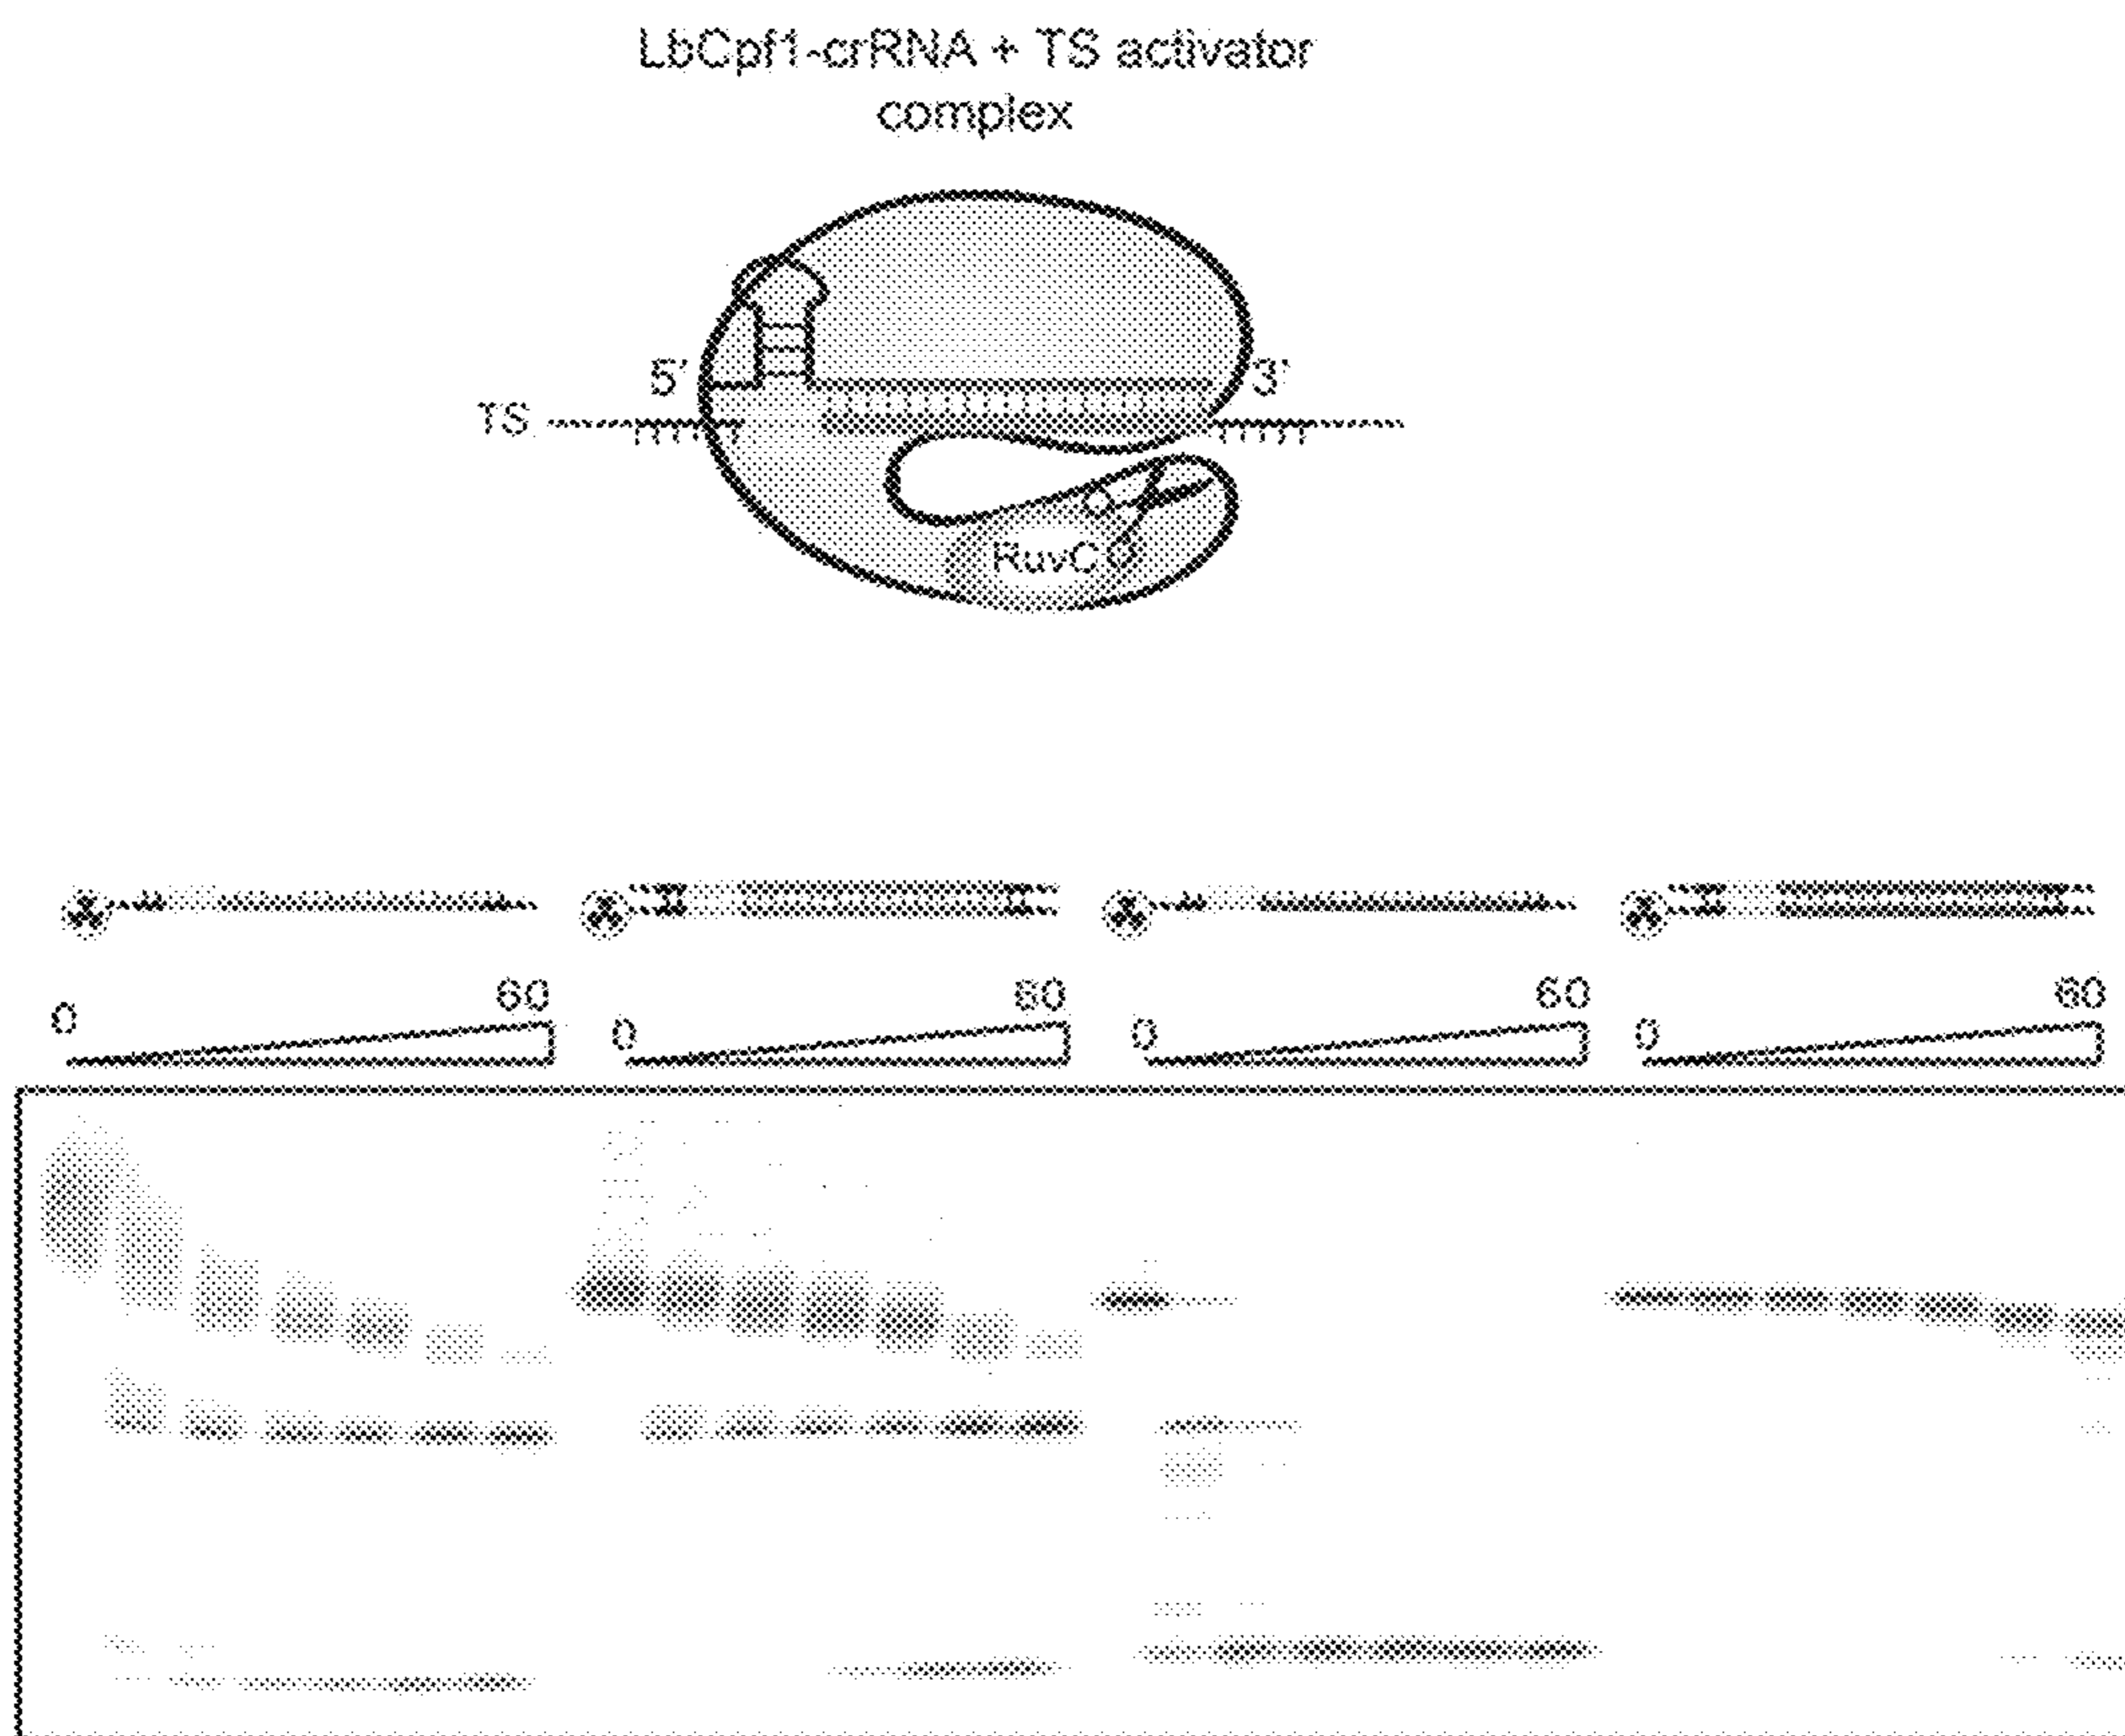 LbCpf1-crRNA + TS activator
complex
5'
3'
TS
RuvC
0 60 0 60 0 60 0 60